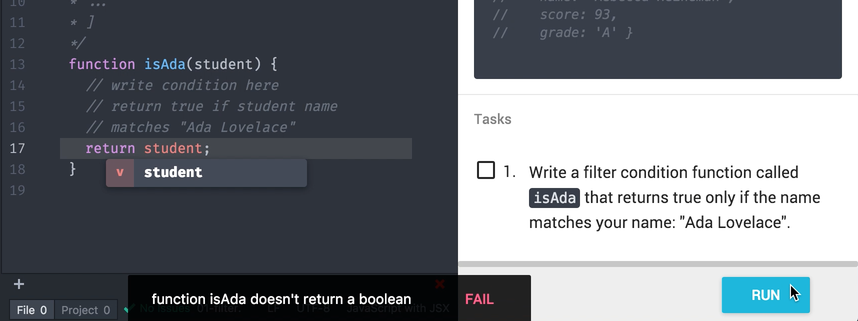 10 * ...
11 * ]
12 */
13 function isAda(student) {
14 // write condition here
15 // return true if student name
16 // matches "Ada Lovelace"
17 return student;
v student
18 }
19
+
function isAda doesn't return a boolean
FAIL
File 0 Project 0
JavaScript with JSX
//
// score: 93,
// grade: 'A' }
Tasks
1. Write a filter condition function called
isAda that returns true only if the name
matches your name: "Ada Lovelace".
RUN